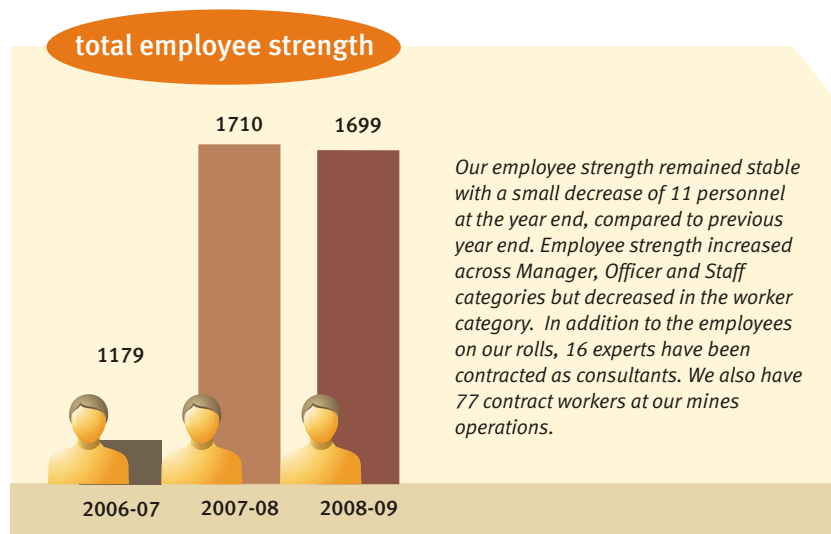 total employee strength
1710
1699
1179
2006-07
2007-08
2008-09
Our employee strength remained stable
with a small decrease of 11 personnel
at the year end, compared to previous
year end. Employee strength increased
across Manager, Officer and Staff
categories but decreased in the worker
category.  In addition to the employees
on our rolls, 16 experts have been
contracted as consultants. We also have
77 contract workers at our mines
operations.